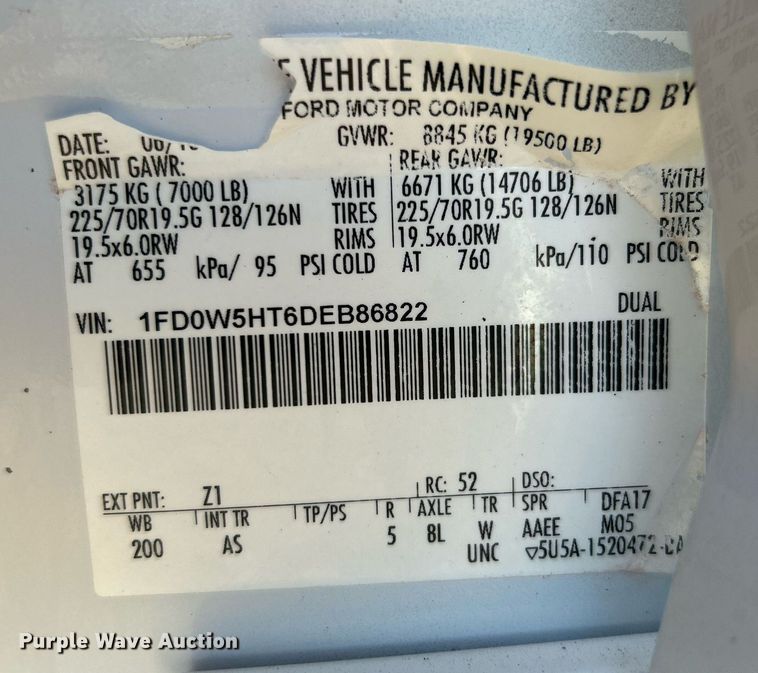 VEHICLE MANUFACTURED BY
FORD MOTOR COMPANY
DATE: GVWR: 8845 KG (19500 LB)
FRONT GAWR: REAR GAWR:
3175 KG ( 7000 LB) WITH 6671 KG (14706 LB) WITH
225/70R19.5G 128/126N TIRES 225/70R19.5G 128/126N TIRES
19.5x6.0RW RIMS 19.5x6.0RW RIMS
AT 655 kPa/ 95 PSI COLD AT 760 kPa/110 PSI COLD
VIN: 1FD0W5HT6DEB86822 DUAL
EXT PNT: Z1 RC: 52 DSO:
WB INT TR TP/PS R AXLE TR SPR DFA17
200 AS 5 8L W AAEE M05
UNC ▽5U5A-1520472-
Purple Wave Auction